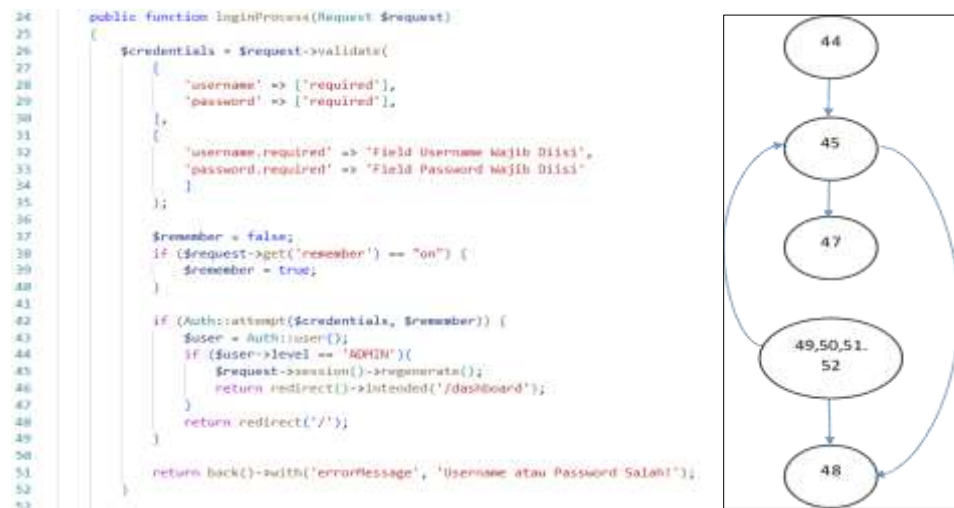 24 public function loginProcess(Request $request)
25 {
26 $credentials = $request->validate(
27 [
28 'username' => ['required'],
29 'password' => ['required'],
30 ],
31 [
32 'username.required' => 'Field Username Wajib Diisi',
33 'password.required' => 'Field Password Wajib Diisi'
34 ]
35 );
36
37 $remember = false;
38 if ($request->get('remember') == "on") {
39 $remember = true;
40 }
41
42 if (Auth::attempt($credentials, $remember)) {
43 $user = Auth::user();
44 if ($user->level == 'ADMIN'){
45 $request->session()->regenerate();
46 return redirect()->intended('/dashboard');
47 }
48 return redirect('/');
49 }
50
51 return back()->with('errorMessage', 'Username atau Password Salah!');
52 }
53
44
45
47
49,50,51.
52
48